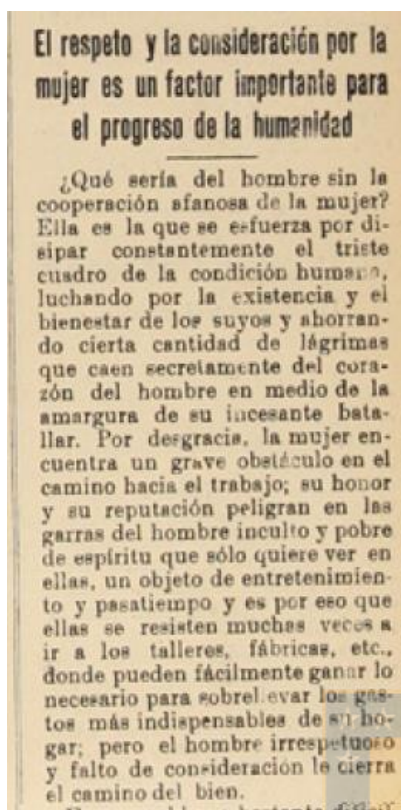 El respeto y la consideración por la
mujer es un factor importante para
el progreso de la humanidad
¿Qué sería del hombre sin la
cooperación afanosa de la mujer?
Ella es la que se esfuerza por di-
sipar constantemente el triste
cuadro de la condición humana,
luchando por la existencia y el
bienestar de los suyos y ahorran-
do cierta cantidad de lágrimas
que caen secretamente del cora-
zón del hombre en medio de la
amargura de su incesante bata-
llar. Por desgracia, la mujer en-
cuentra un grave obstáculo en el
camino hacia el trabajo; su honor
y su reputación peligran en las
garras del hombre inculto y pobre
de espíritu que sólo quiere ver en
ellas, un objeto de entretenimien-
to y pasatiempo y es por eso que
ellas se resisten muchas veces a
ir a los talleres, fábricas, etc.,
donde pueden fácilmente ganar lo
necesario para sobrellevar los gas-
tos más indispensables de su ho-
gar; pero el hombre irrespetuoso
y falto de consideración le cierra
el camino del bien.